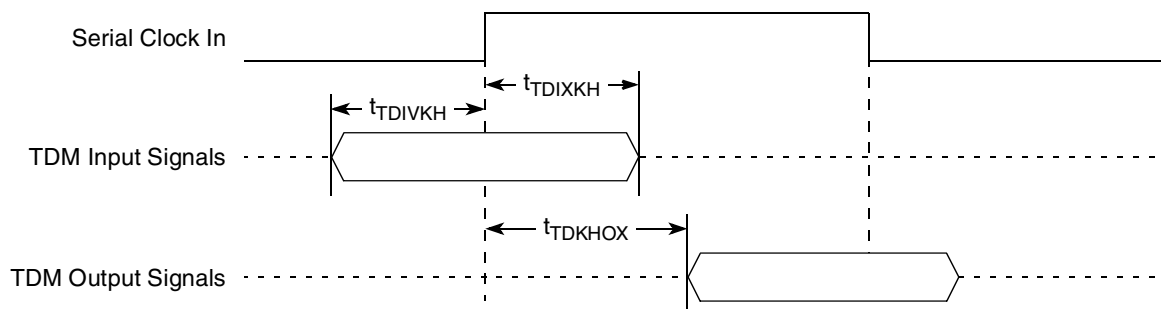 Serial Clock In
tTDIXKH
tTDIVKH
TDM Input Signals
tTDKHOX
TDM Output Signals